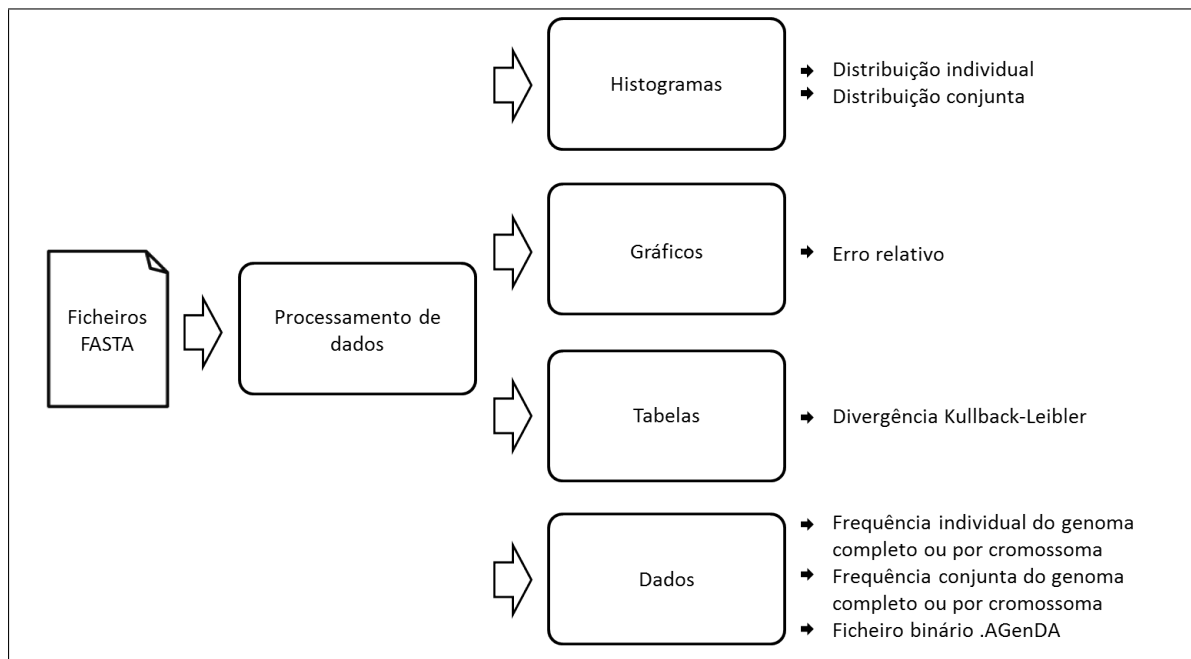 Ficheiros
FASTA
Processamento de
dados
Histogramas
Distribuição individual
Distribuição conjunta
Gráficos
Erro relativo
Tabelas
Divergência Kullback-Leibler
Dados
Frequência individual do genoma
completo ou por cromossoma
Frequência conjunta do genoma
completo ou por cromossoma
Ficheiro binário .AGenDA